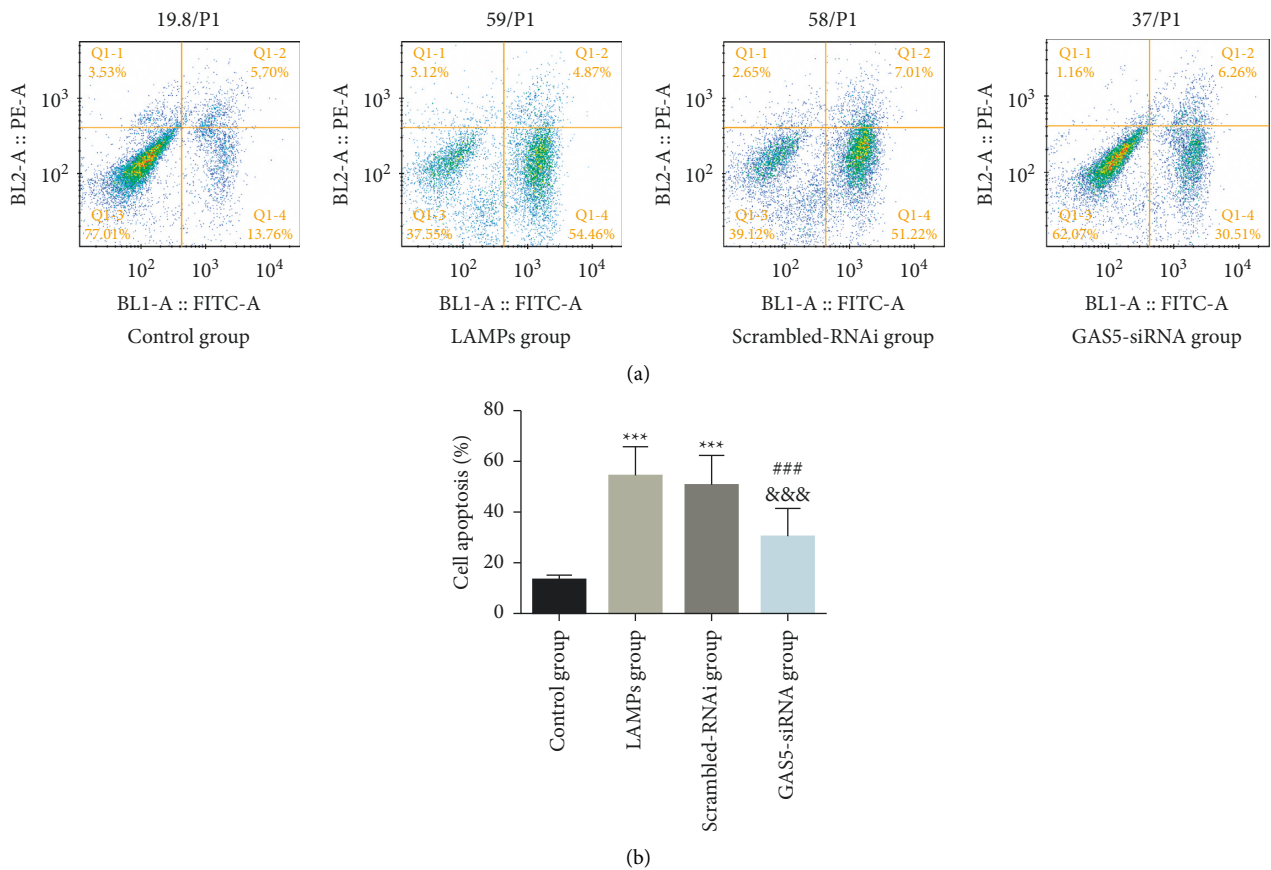 19.8/P1
59/P1
58/P1
37/P1
Q1-1
3.53%
Q1-2
5.70%
Q1-3
77.01%
Q1-4
13.76%
10³
10²
BL2-A :: PE-A
10² 10³ 10⁴
BL1-A :: FITC-A
Control group
Q1-1
3.12%
Q1-2
4.87%
Q1-3
37.55%
Q1-4
54.46%
10³
10²
BL2-A :: PE-A
10² 10³ 10⁴
BL1-A :: FITC-A
LAMPs group
Q1-1
2.65%
Q1-2
7.01%
Q1-3
39.12%
Q1-4
51.22%
10³
10²
BL2-A :: PE-A
10² 10³ 10⁴
BL1-A :: FITC-A
Scrambled-RNAi group
Q1-1
1.16%
Q1-2
6.26%
Q1-3
62.07%
Q1-4
30.51%
10³
10²
BL2-A :: PE-A
10² 10³ 10⁴
BL1-A :: FITC-A
GAS5-siRNA group
(a)
80
60
40
20
0
Cell apoptosis (%)
***
***
###
&&&
Control group
LAMPs group
Scrambled-RNAi group
GAS5-siRNA group
(b)